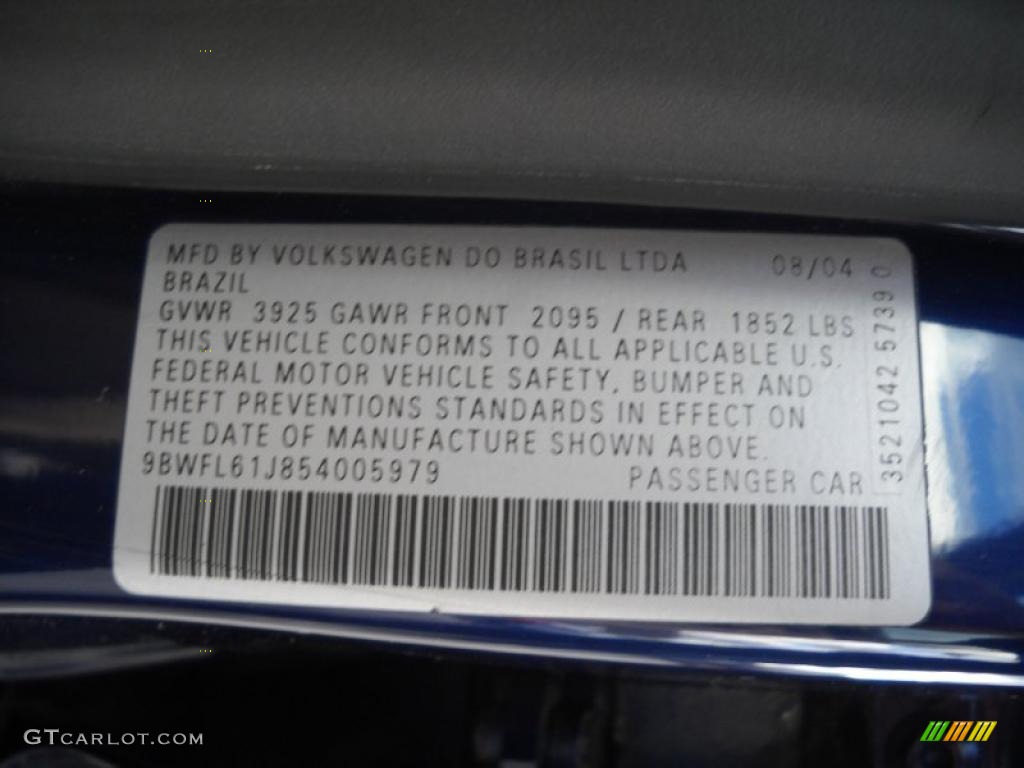 MFD BY VOLKSWAGEN DO BRASIL LTDA 08/04
BRAZIL
GVWR 3925 GAWR FRONT 2095 / REAR 1852 LBS
THIS VEHICLE CONFORMS TO ALL APPLICABLE U.S.
FEDERAL MOTOR VEHICLE SAFETY, BUMPER AND
THEFT PREVENTIONS STANDARDS IN EFFECT ON
THE DATE OF MANUFACTURE SHOWN ABOVE.
9BWFL61J854005979 PASSENGER CAR
3521042 5739 0
GTCARLOT.COM